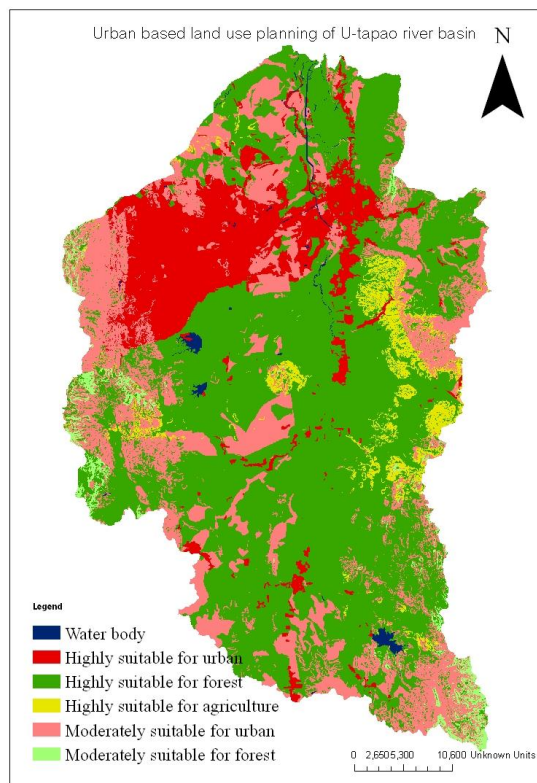 Urban based land use planning of U-tapao river basin
N
Legend
Water body
Highly suitable for urban
Highly suitable for forest
Highly suitable for agriculture
Moderately suitable for urban
Moderately suitable for forest
0 2,6505,300 10,600 Unknown Units